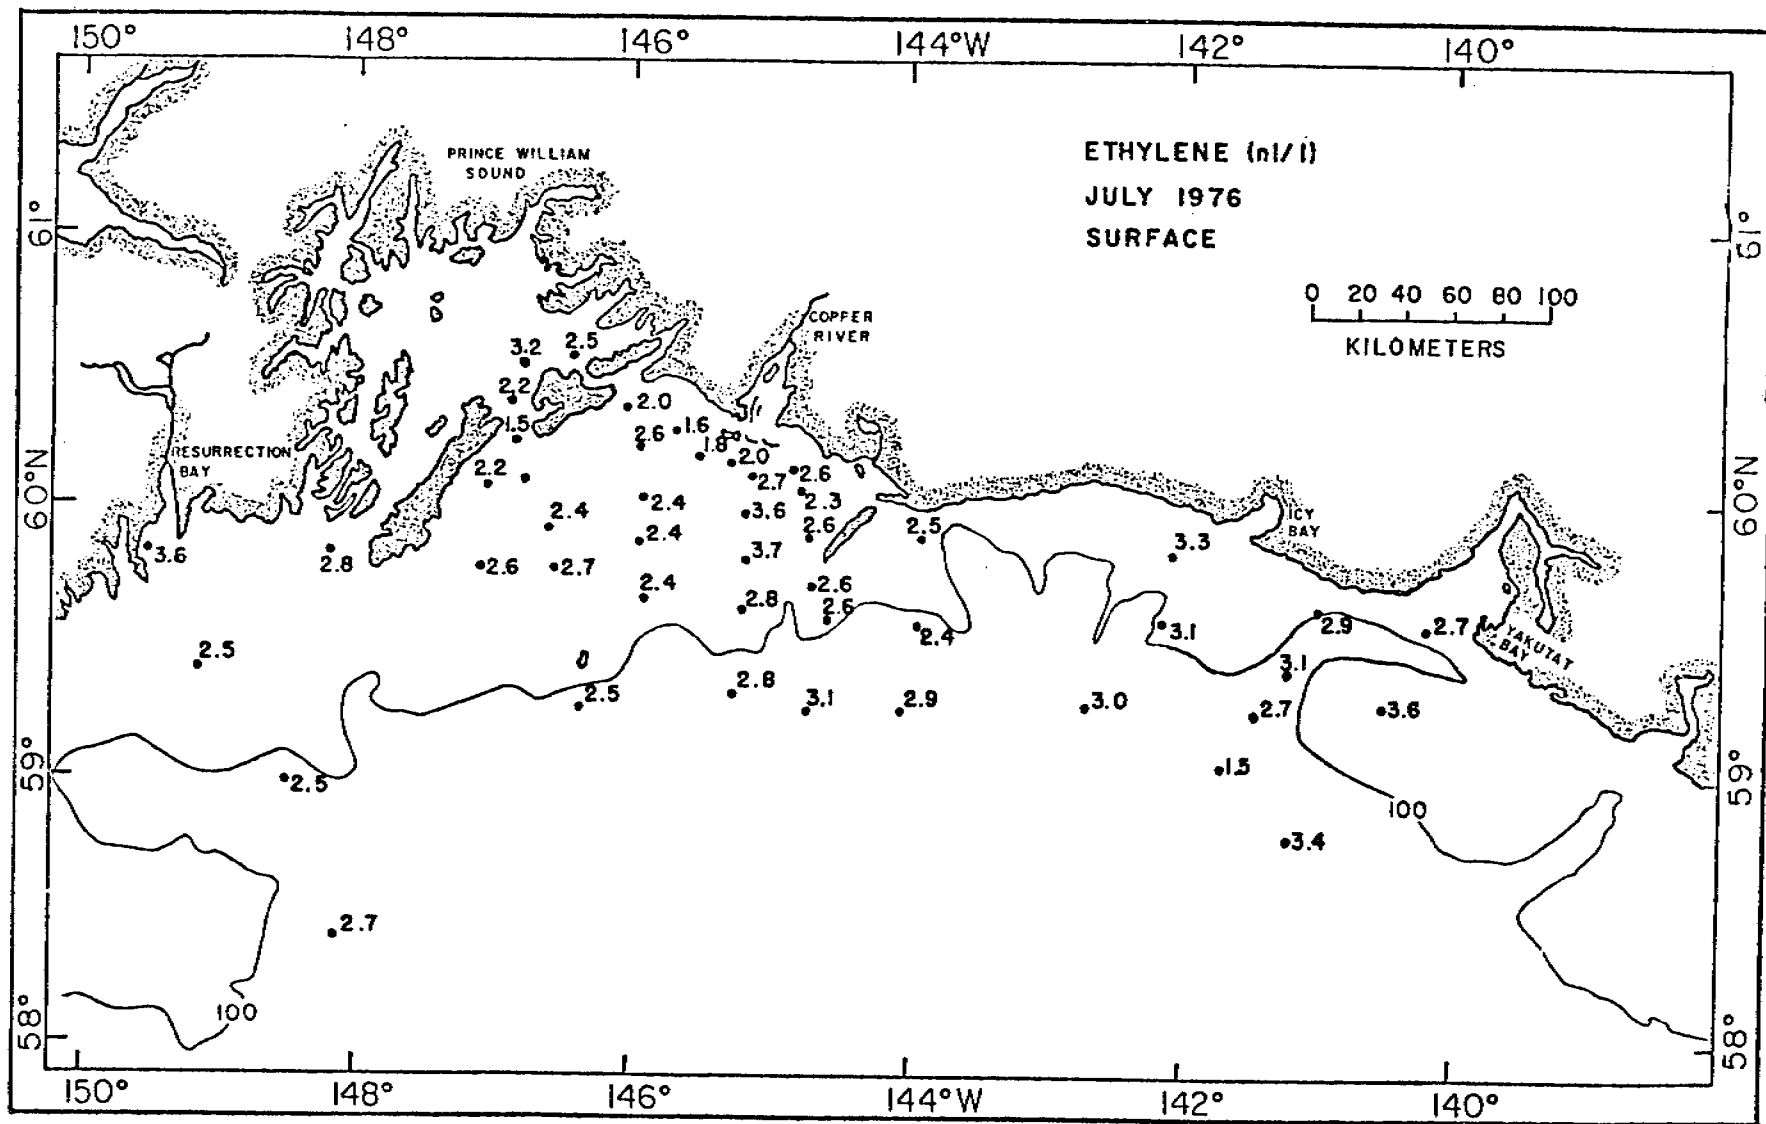 150° 148° 146° 144°W 142° 140°
PRINCE WILLIAM
SOUND
ETHYLENE (nl/l)
JULY 1976
SURFACE
61°
61°
0 20 40 60 80 100
KILOMETERS
COPPER
RIVER
3.2
2.5
2.2
2.0
1.5
2.6
1.6
1.8
2.0
RESURRECTION
BAY
2.2
2.7
2.6
2.3
60°N
60°N
2.4
2.4
3.6
2.6
2.5
ICY
BAY
3.6
2.8
2.6
2.7
2.4
3.7
3.3
2.4
2.8
2.6
2.6
2.4
3.1
2.9
2.7
YAKUTAT
BAY
2.5
2.5
2.8
3.1
2.9
3.0
3.1
2.7
3.6
59°
59°
2.5
1.5
100
3.4
2.7
100
58°
58°
150° 148° 146° 144°W 142° 140°